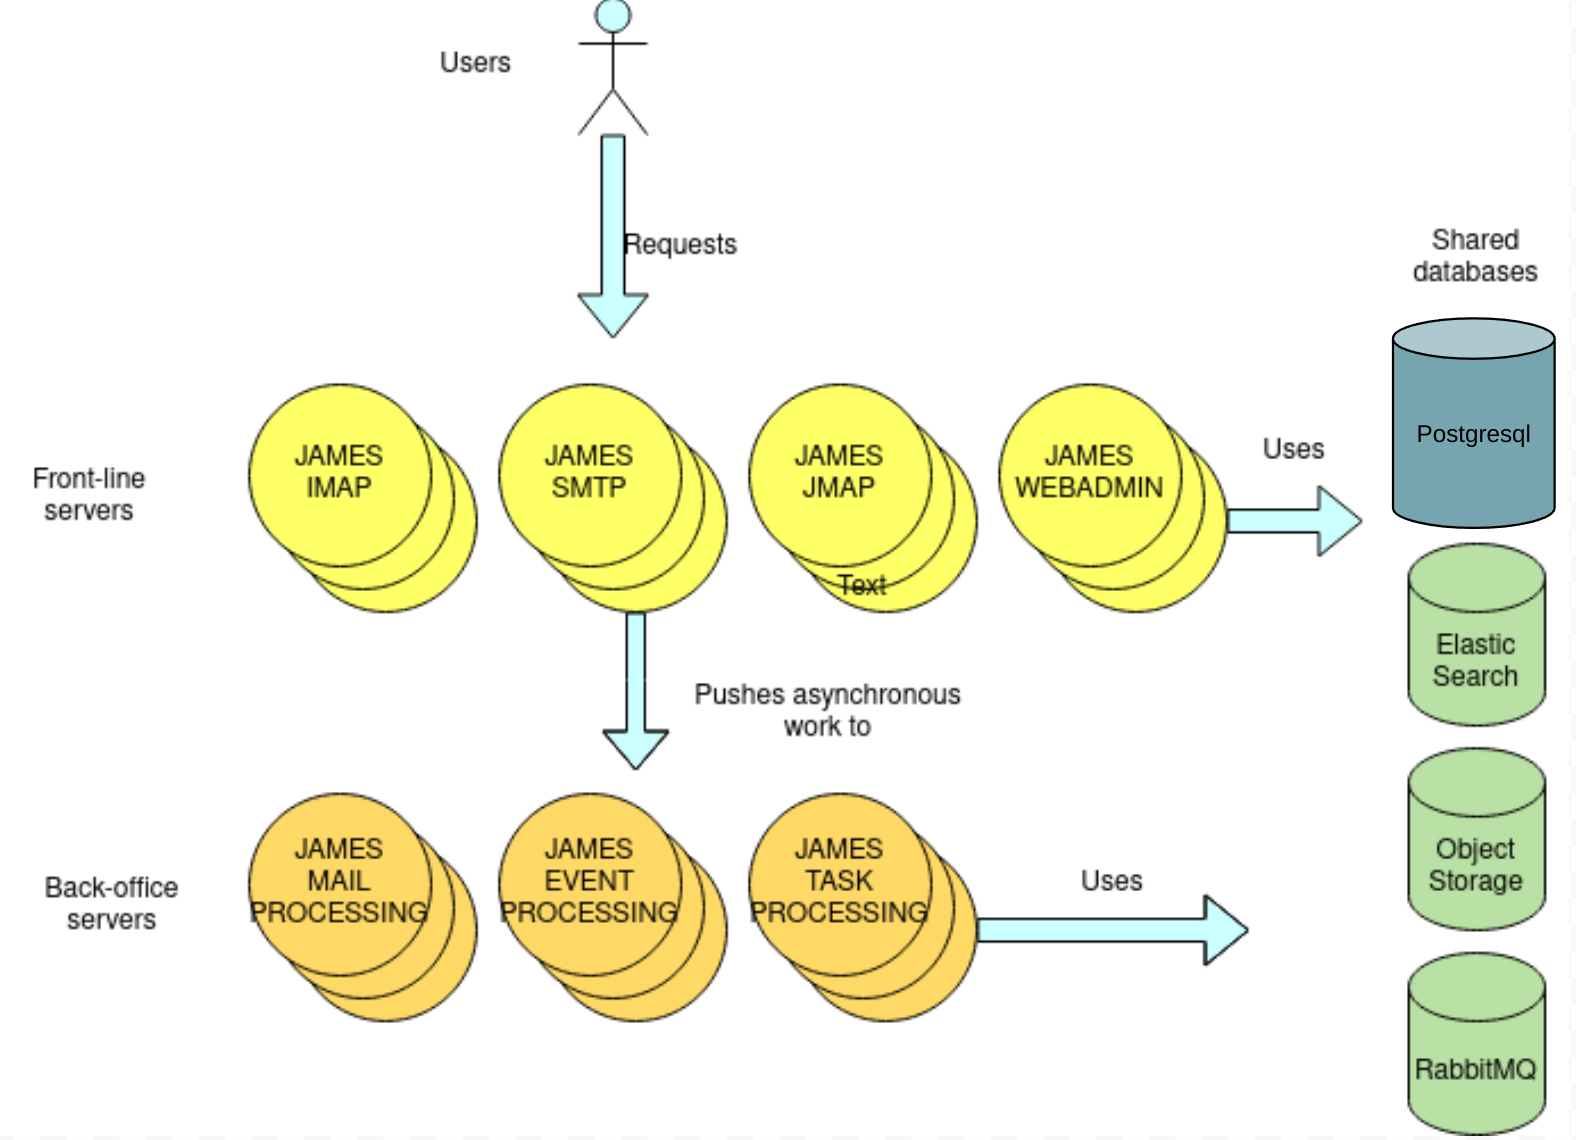 Users
Requests
Shared
databases
Postgresql
Front-line
servers
JAMES
IMAP
JAMES
SMTP
JAMES
JMAP
Text
JAMES
WEBADMIN
Uses
Elastic
Search
Pushes asynchronous
work to
Back-office
servers
JAMES
MAIL
PROCESSING
JAMES
EVENT
PROCESSING
JAMES
TASK
PROCESSING
Uses
Object
Storage
RabbitMQ